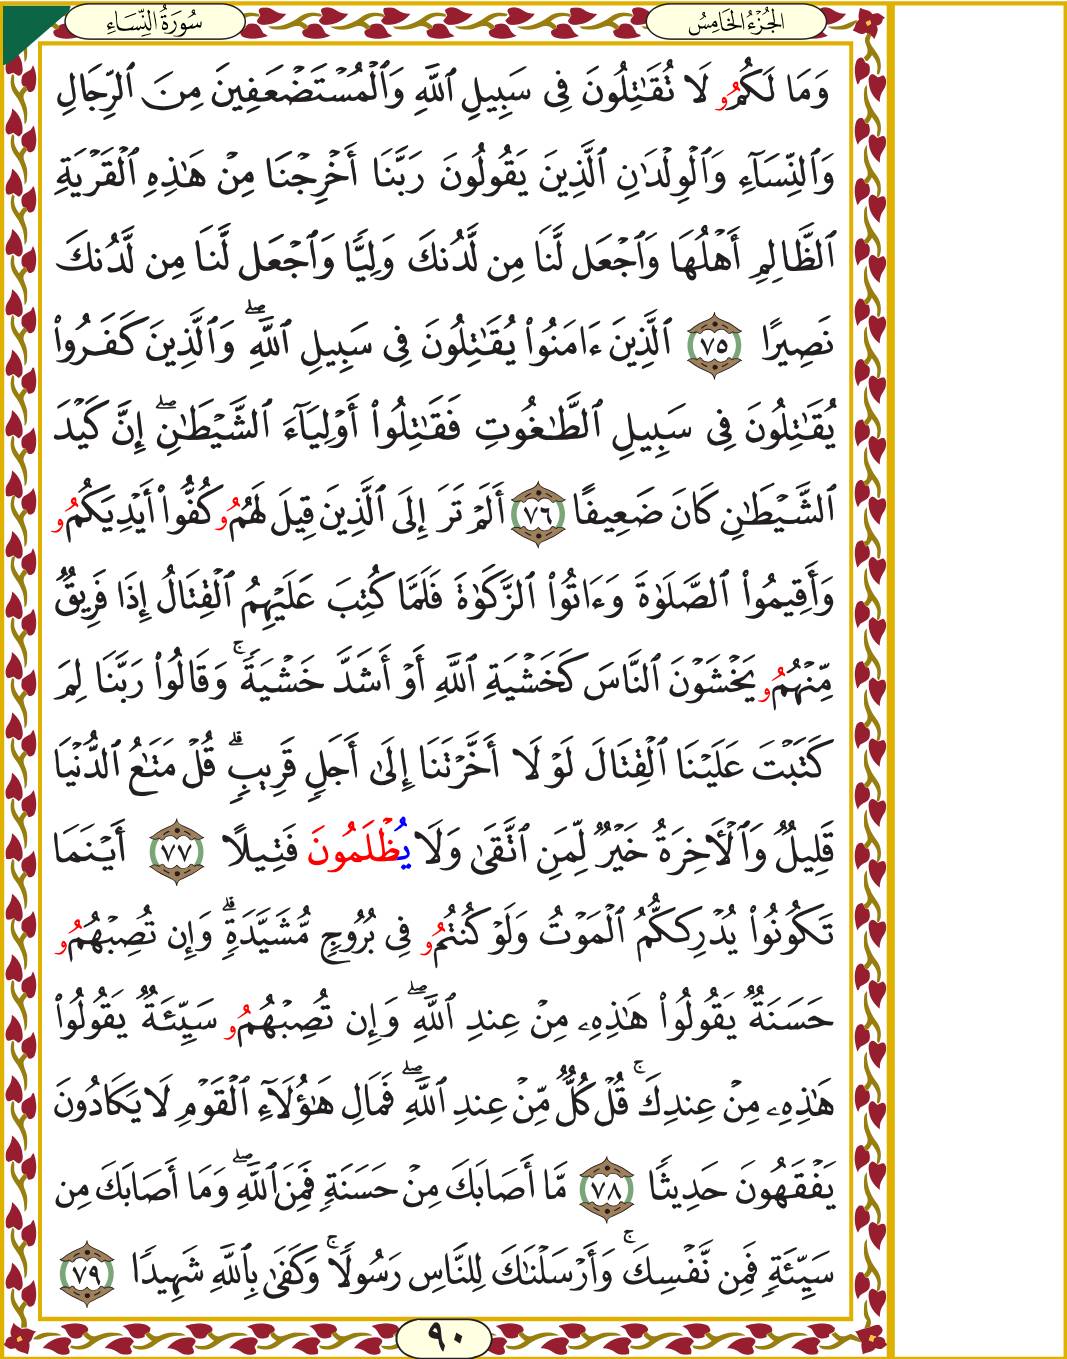 سُورَةُ النِّسَاءِ
الجُزْءُ الخَامِسُ
وَمَا لَكُمُۥ لَا تُقَٰتِلُونَ فِى سَبِيلِ ٱللَّهِ وَٱلْمُسْتَضْعَفِينَ مِنَ ٱلرِّجَالِ
وَٱلنِّسَآءِ وَٱلْوِلْدَٰنِ ٱلَّذِينَ يَقُولُونَ رَبَّنَآ أَخْرِجْنَا مِنْ هَٰذِهِ ٱلْقَرْيَةِ
ٱلظَّالِمِ أَهْلُهَا وَٱجْعَل لَّنَا مِن لَّدُنكَ وَلِيًّا وَٱجْعَل لَّنَا مِن لَّدُنكَ
نَصِيرًا ٧٥ ٱلَّذِينَ ءَامَنُوا۟ يُقَٰتِلُونَ فِى سَبِيلِ ٱللَّهِ ۖ وَٱلَّذِينَ كَفَرُوا۟
يُقَٰتِلُونَ فِى سَبِيلِ ٱلطَّٰغُوتِ فَقَٰتِلُوٓا۟ أَوْلِيَآءَ ٱلشَّيْطَٰنِ ۖ إِنَّ كَيْدَ
ٱلشَّيْطَٰنِ كَانَ ضَعِيفًا ٧٦ أَلَمْ تَرَ إِلَى ٱلَّذِينَ قِيلَ لَهُمُۥ كُفُّوٓا۟ أَيْدِيَكُمُۥ
وَأَقِيمُوا۟ ٱلصَّلَوٰةَ وَءَاتُوا۟ ٱلزَّكَوٰةَ فَلَمَّا كُتِبَ عَلَيْهِمُ ٱلْقِتَالُ إِذَا فَرِيقٌ
مِّنْهُمُۥ يَخْشَوْنَ ٱلنَّاسَ كَخَشْيَةِ ٱللَّهِ أَوْ أَشَدَّ خَشْيَةً ۚ وَقَالُوا۟ رَبَّنَا لِمَ
كَتَبْتَ عَلَيْنَا ٱلْقِتَالَ لَوْلَآ أَخَّرْتَنَآ إِلَىٰٓ أَجَلٍ قَرِيبٍ ۗ قُلْ مَتَٰعُ ٱلدُّنْيَا
قَلِيلٌ وَٱلْأَخِرَةُ خَيْرٌ لِّمَنِ ٱتَّقَىٰ وَلَا يُظْلَمُونَ فَتِيلًا ٧٧ أَيْنَمَا
تَكُونُوا۟ يُدْرِككُّمُ ٱلْمَوْتُ وَلَوْ كُنتُمُۥ فِى بُرُوجٍ مُّشَيَّدَةٍ ۗ وَإِن تُصِبْهُمُۥ
حَسَنَةٌ يَقُولُوا۟ هَٰذِهِۦ مِنْ عِندِ ٱللَّهِ ۖ وَإِن تُصِبْهُمُۥ سَيِّئَةٌ يَقُولُوا۟
هَٰذِهِۦ مِنْ عِندِكَ ۚ قُلْ كُلٌّ مِّنْ عِندِ ٱللَّهِ ۖ فَمَالِ هَٰٓؤُلَآءِ ٱلْقَوْمِ لَا يَكَادُونَ
يَفْقَهُونَ حَدِيثًا ٧٨ مَّآ أَصَابَكَ مِنْ حَسَنَةٍ فَمِنَ ٱللَّهِ ۖ وَمَآ أَصَابَكَ مِن
سَيِّئَةٍ فَمِن نَّفْسِكَ ۚ وَأَرْسَلْنَٰكَ لِلنَّاسِ رَسُولًا ۚ وَكَفَىٰ بِٱللَّهِ شَهِيدًا ٧٩
٩٠